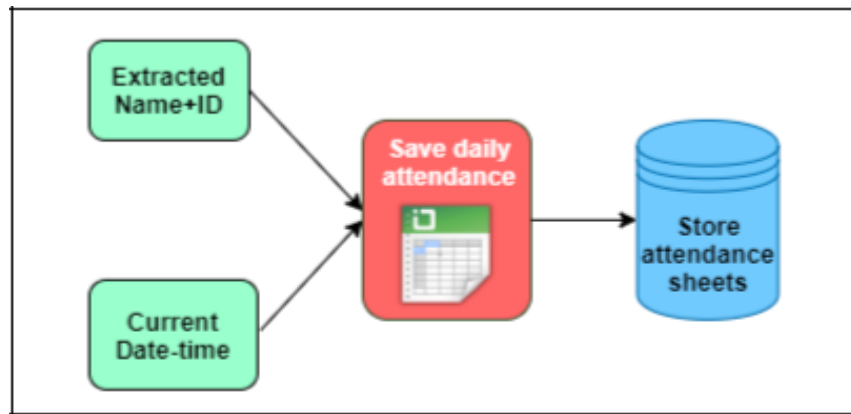 Extracted
Name+ID
Save daily
attendance
Store
attendance
sheets
Current
Date-time